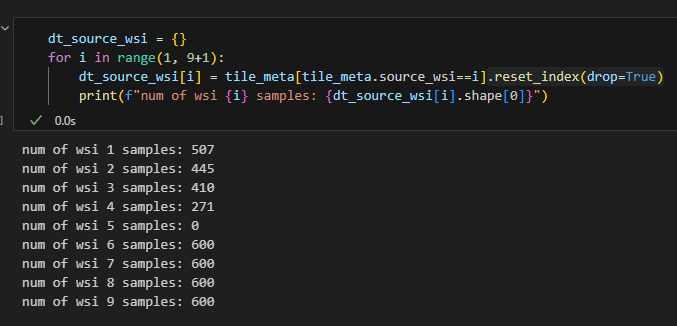 dt_source_wsi = {}
for i in range(1, 9+1):
    dt_source_wsi[i] = tile_meta[tile_meta.source_wsi==i].reset_index(drop=True)
    print(f"num of wsi {i} samples: {dt_source_wsi[i].shape[0]}")
✓ 0.0s
num of wsi 1 samples: 507
num of wsi 2 samples: 445
num of wsi 3 samples: 410
num of wsi 4 samples: 271
num of wsi 5 samples: 0
num of wsi 6 samples: 600
num of wsi 7 samples: 600
num of wsi 8 samples: 600
num of wsi 9 samples: 600